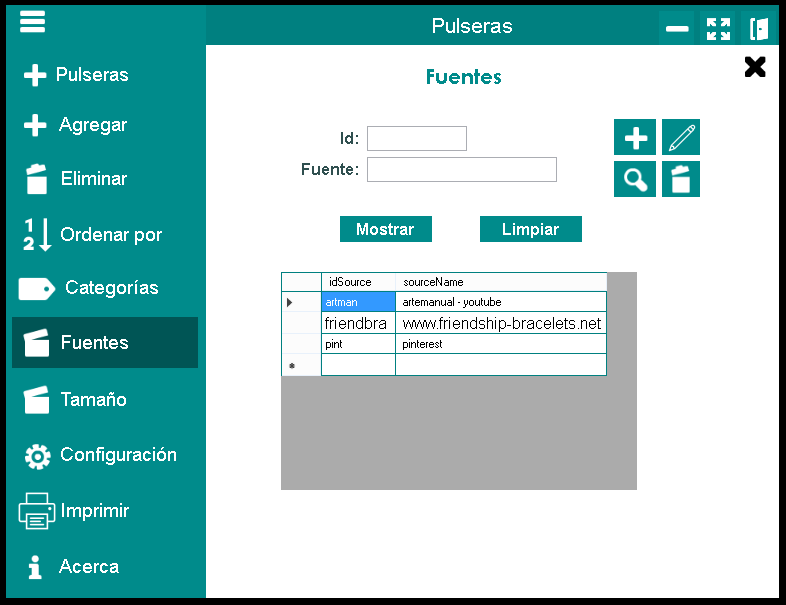 Pulseras
Pulseras
Agregar
Eliminar
1
2
Ordenar por
Categorías
Fuentes
Tamaño
Configuración
Imprimir
Acerca
Fuentes
Id:
Fuente:
Mostrar
Limpiar
idSource sourceName
artman artemanual - youtube
friendbra www.friendship-bracelets.net
pint pinterest